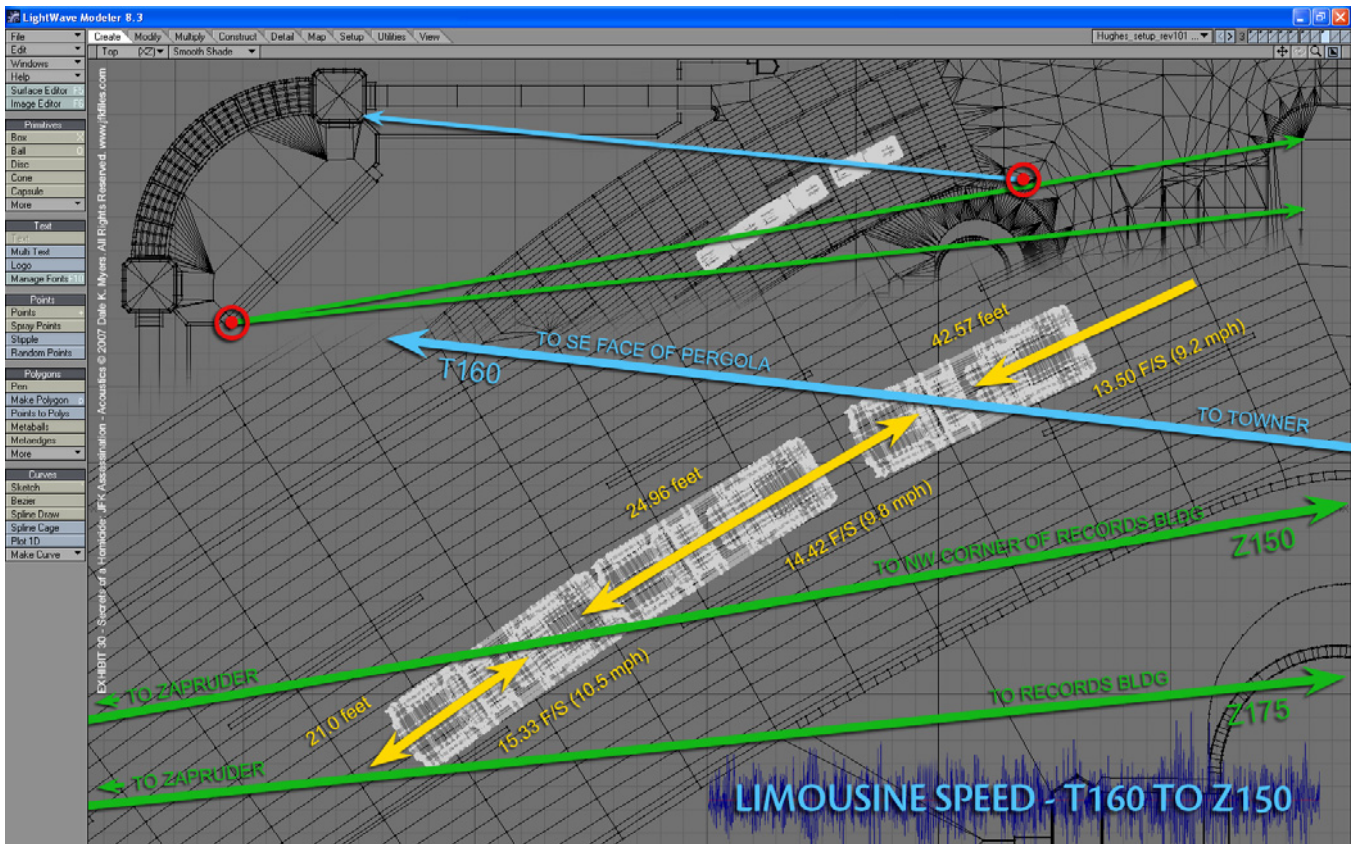 LightWave Modeler 8.3
File
Edit
Windows
Help
Surface Editor F5
Image Editor F6
Primitives
Box X
Ball O
Disc
Cone
Capsule
More
Text
Text
Multi Text
Logo
Manage Fonts F10
Points
Points +
Spray Points
Stipple
Random Points
Polygons
Pen
Make Polygon p
Points to Polys
Metaballs
Metaedges
More
Curves
Sketch
Bezier
Spline Draw
Spline Cage
Plot 1D
Make Curve
Create Modify Multiply Construct Detail Map Setup Utilities View
Hughes_setup_rev101 ... 3
Top (XZ) Smooth Shade
EXHIBIT 30 - Secrets of a Homicide: JFK Assassination - Acoustics © 2007 Dale K. Myers. All Rights Reserved. www.jfkfiles.com
TO SE FACE OF PERGOLA
T160
42.57 feet
13.50 F/S (9.2 mph)
TO TOWNER
24.96 feet
14.42 F/S (9.8 mph)
TO NW CORNER OF RECORDS BLDG
Z150
TO ZAPRUDER
21.0 feet
15.33 F/S (10.5 mph)
TO RECORDS BLDG
Z175
TO ZAPRUDER
LIMOUSINE SPEED - T160 TO Z150